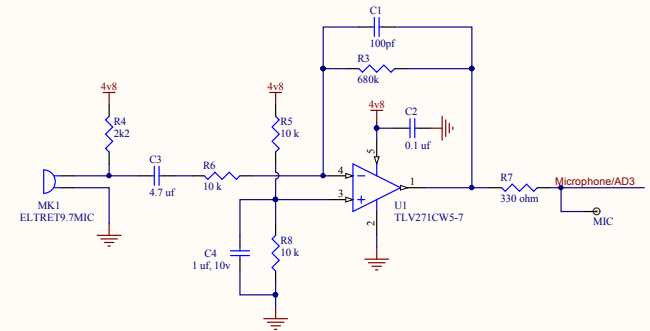 C1
100pf
R3
680k
4v8
R4
2k2
4v8
R5
10 k
4v8
C2
0.1 uf
5
C3
4.7 uf
R6
10 k
4
3
1
2
U1
TLV271CW5-7
R7
330 ohm
Microphone/AD3
MIC
MK1
ELTRET9.7MIC
C4
1 uf, 10v
R8
10 k